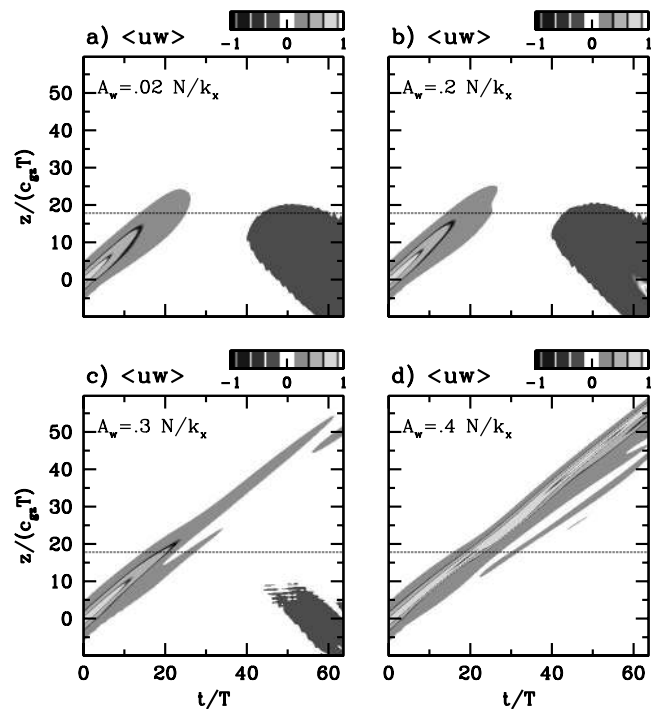 a) <uw>
-1 0 1
b) <uw>
-1 0 1
A_w=.02 N/k_x
A_w=.2 N/k_x
z/(c_gz T)
50
40
30
20
10
0
c) <uw>
-1 0 1
d) <uw>
-1 0 1
A_w=.3 N/k_x
A_w=.4 N/k_x
z/(c_gz T)
50
40
30
20
10
0
0 20 40 60
0 20 40 60
t/T
t/T